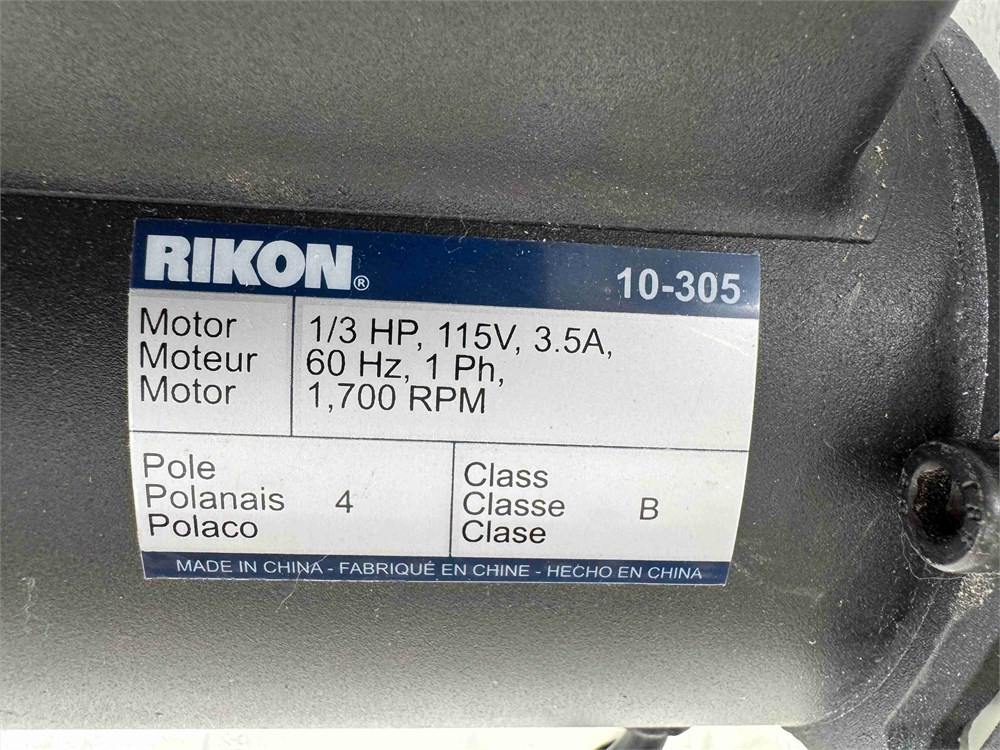 RIKON® 10-305
Motor
Moteur
Motor
1/3 HP, 115V, 3.5A,
60 Hz, 1 Ph,
1,700 RPM
Pole
Polanais
Polaco
4
Class
Classe
Clase
B
MADE IN CHINA - FABRIQUÉ EN CHINE - HECHO EN CHINA